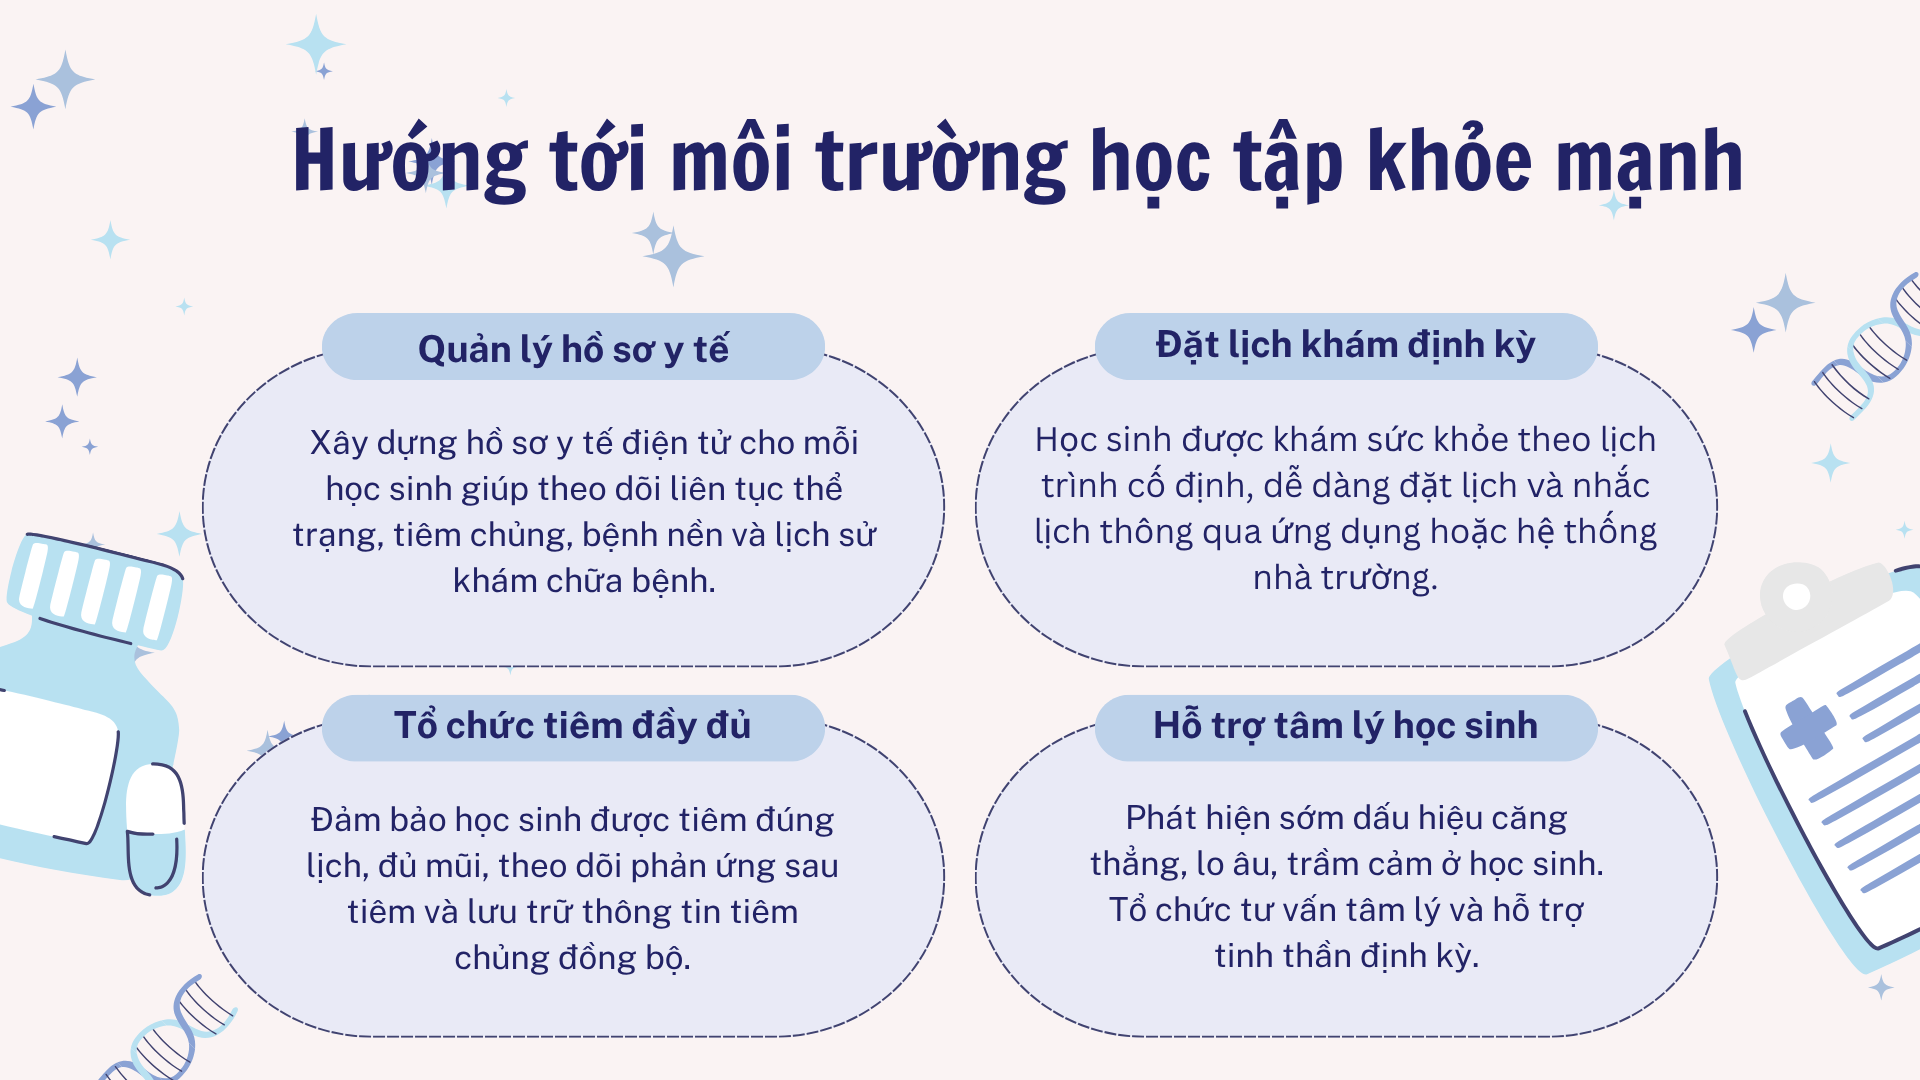 Hướng tới môi trường học tập khỏe mạnh
Quản lý hồ sơ y tế
Xây dựng hồ sơ y tế điện tử cho mỗi
học sinh giúp theo dõi liên tục thể
trạng, tiêm chủng, bệnh nền và lịch sử
khám chữa bệnh.
Đặt lịch khám định kỳ
Học sinh được khám sức khỏe theo lịch
trình cố định, dễ dàng đặt lịch và nhắc
lịch thông qua ứng dụng hoặc hệ thống
nhà trường.
Tổ chức tiêm đầy đủ
Đảm bảo học sinh được tiêm đúng
lịch, đủ mũi, theo dõi phản ứng sau
tiêm và lưu trữ thông tin tiêm
chủng đồng bộ.
Hỗ trợ tâm lý học sinh
Phát hiện sớm dấu hiệu căng
thẳng, lo âu, trầm cảm ở học sinh.
Tổ chức tư vấn tâm lý và hỗ trợ
tinh thần định kỳ.